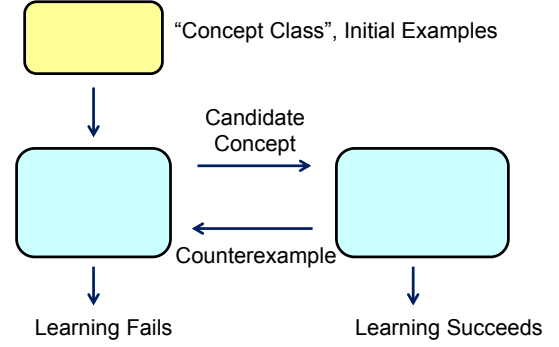 “Concept Class”, Initial Examples
Candidate
Concept
Counterexample
Learning Fails
Learning Succeeds